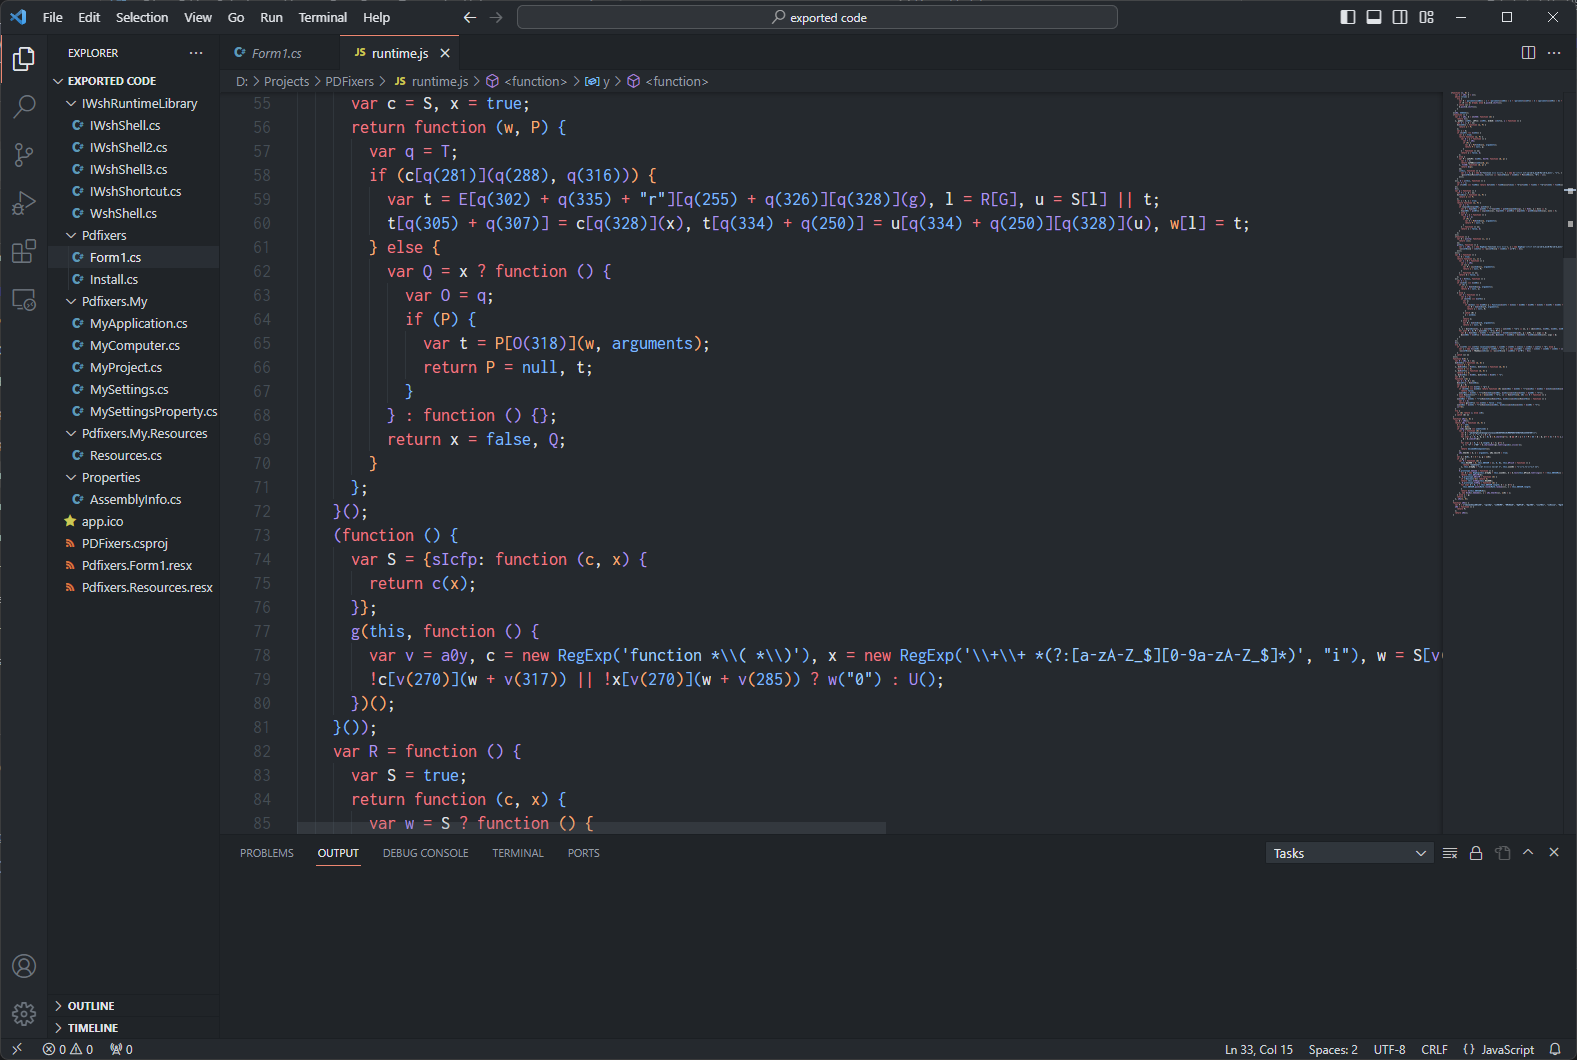 File Edit Selection View Go Run Terminal Help
exported code
EXPLORER
EXPORTED CODE
IWshRuntimeLibrary
C# IWshShell.cs
C# IWshShell2.cs
C# IWshShell3.cs
C# IWshShortcut.cs
C# WshShell.cs
Pdfixers
C# Form1.cs
C# Install.cs
Pdfixers.My
C# MyApplication.cs
C# MyComputer.cs
C# MyProject.cs
C# MySettings.cs
C# MySettingsProperty.cs
Pdfixers.My.Resources
C# Resources.cs
Properties
C# AssemblyInfo.cs
app.ico
PDFixers.csproj
Pdfixers.Form1.resx
Pdfixers.Resources.resx
OUTLINE
TIMELINE
C# Form1.cs
JS runtime.js
D: > Projects > PDFixers > JS runtime.js > <function> > y > <function>
55 var c = S, x = true;
56 return function (w, P) {
57 var q = T;
58 if (c[q(281)](q(288), q(316))) {
59 var t = E[q(302) + q(335) + "r"][q(255) + q(326)][q(328)](g), l = R[G], u = S[l] || t;
60 t[q(305) + q(307)] = c[q(328)](x), t[q(334) + q(250)] = u[q(334) + q(250)][q(328)](u), w[l] = t;
61 } else {
62 var Q = x ? function () {
63 var O = q;
64 if (P) {
65 var t = P[O(318)](w, arguments);
66 return P = null, t;
67 }
68 } : function () {};
69 return x = false, Q;
70 }
71 };
72 }();
73 (function () {
74 var S = {sIcfp: function (c, x) {
75 return c(x);
76 }};
77 g(this, function () {
78 var v = a0y, c = new RegExp('function *\\( *\\)'), x = new RegExp('\\+\\+ *(?:[a-zA-Z_$][0-9a-zA-Z_$]*)', "i"), w = S[v(
79 !c[v(270)](w + v(317)) || !x[v(270)](w + v(285)) ? w("0") : U();
80 })();
81 }());
82 var R = function () {
83 var S = true;
84 return function (c, x) {
85 var w = S ? function () {
PROBLEMS OUTPUT DEBUG CONSOLE TERMINAL PORTS
Tasks
0 0 0
Ln 33, Col 15 Spaces: 2 UTF-8 CRLF {} JavaScript